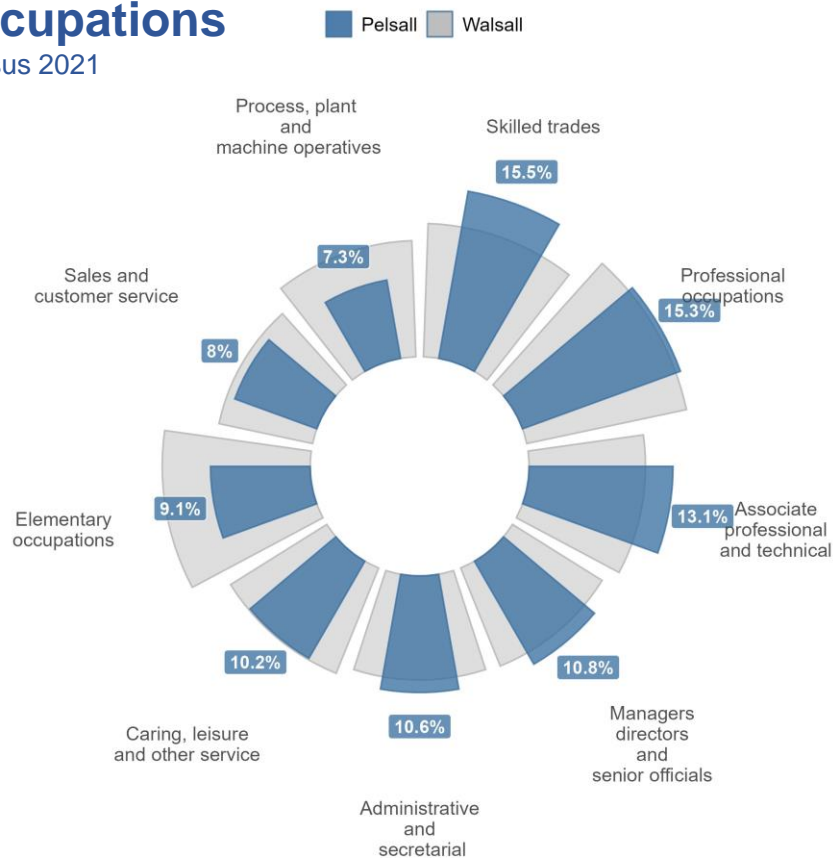 cupations
Pelsall Walsall
sus 2021
Process, plant
and
machine operatives
Skilled trades
15.5%
7.3%
Sales and
customer service
Professional
occupations
15.3%
8%
9.1%
Elementary
occupations
13.1%
Associate
professional
and technical
10.2%
10.8%
10.6%
Caring, leisure
and other service
Managers
directors
and
senior officials
Administrative
and
secretarial